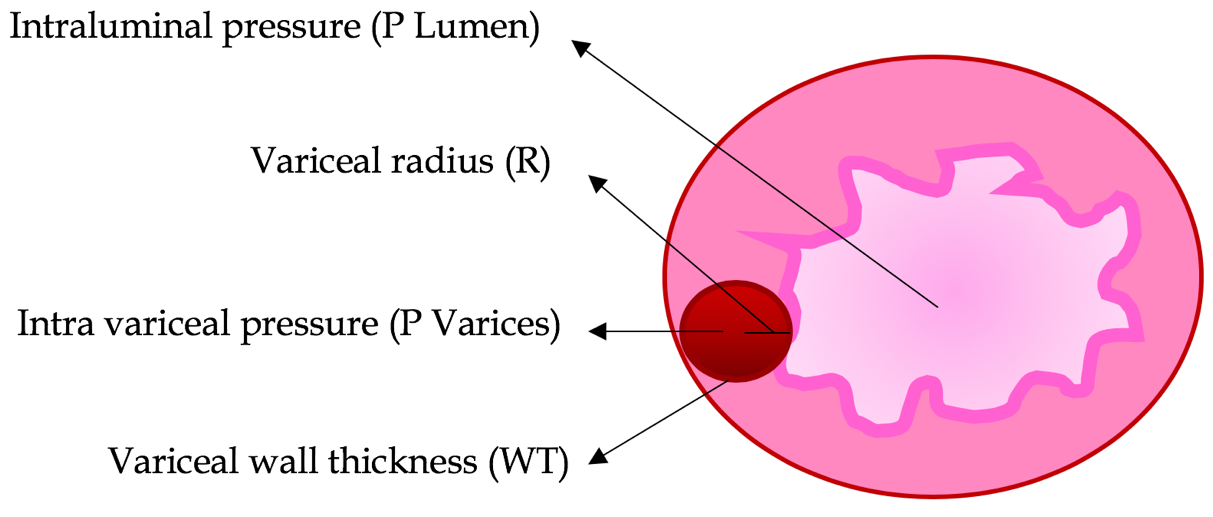 Intraluminal pressure (P Lumen)
Variceal radius (R)
Intra variceal pressure (P Varices)
Variceal wall thickness (WT)